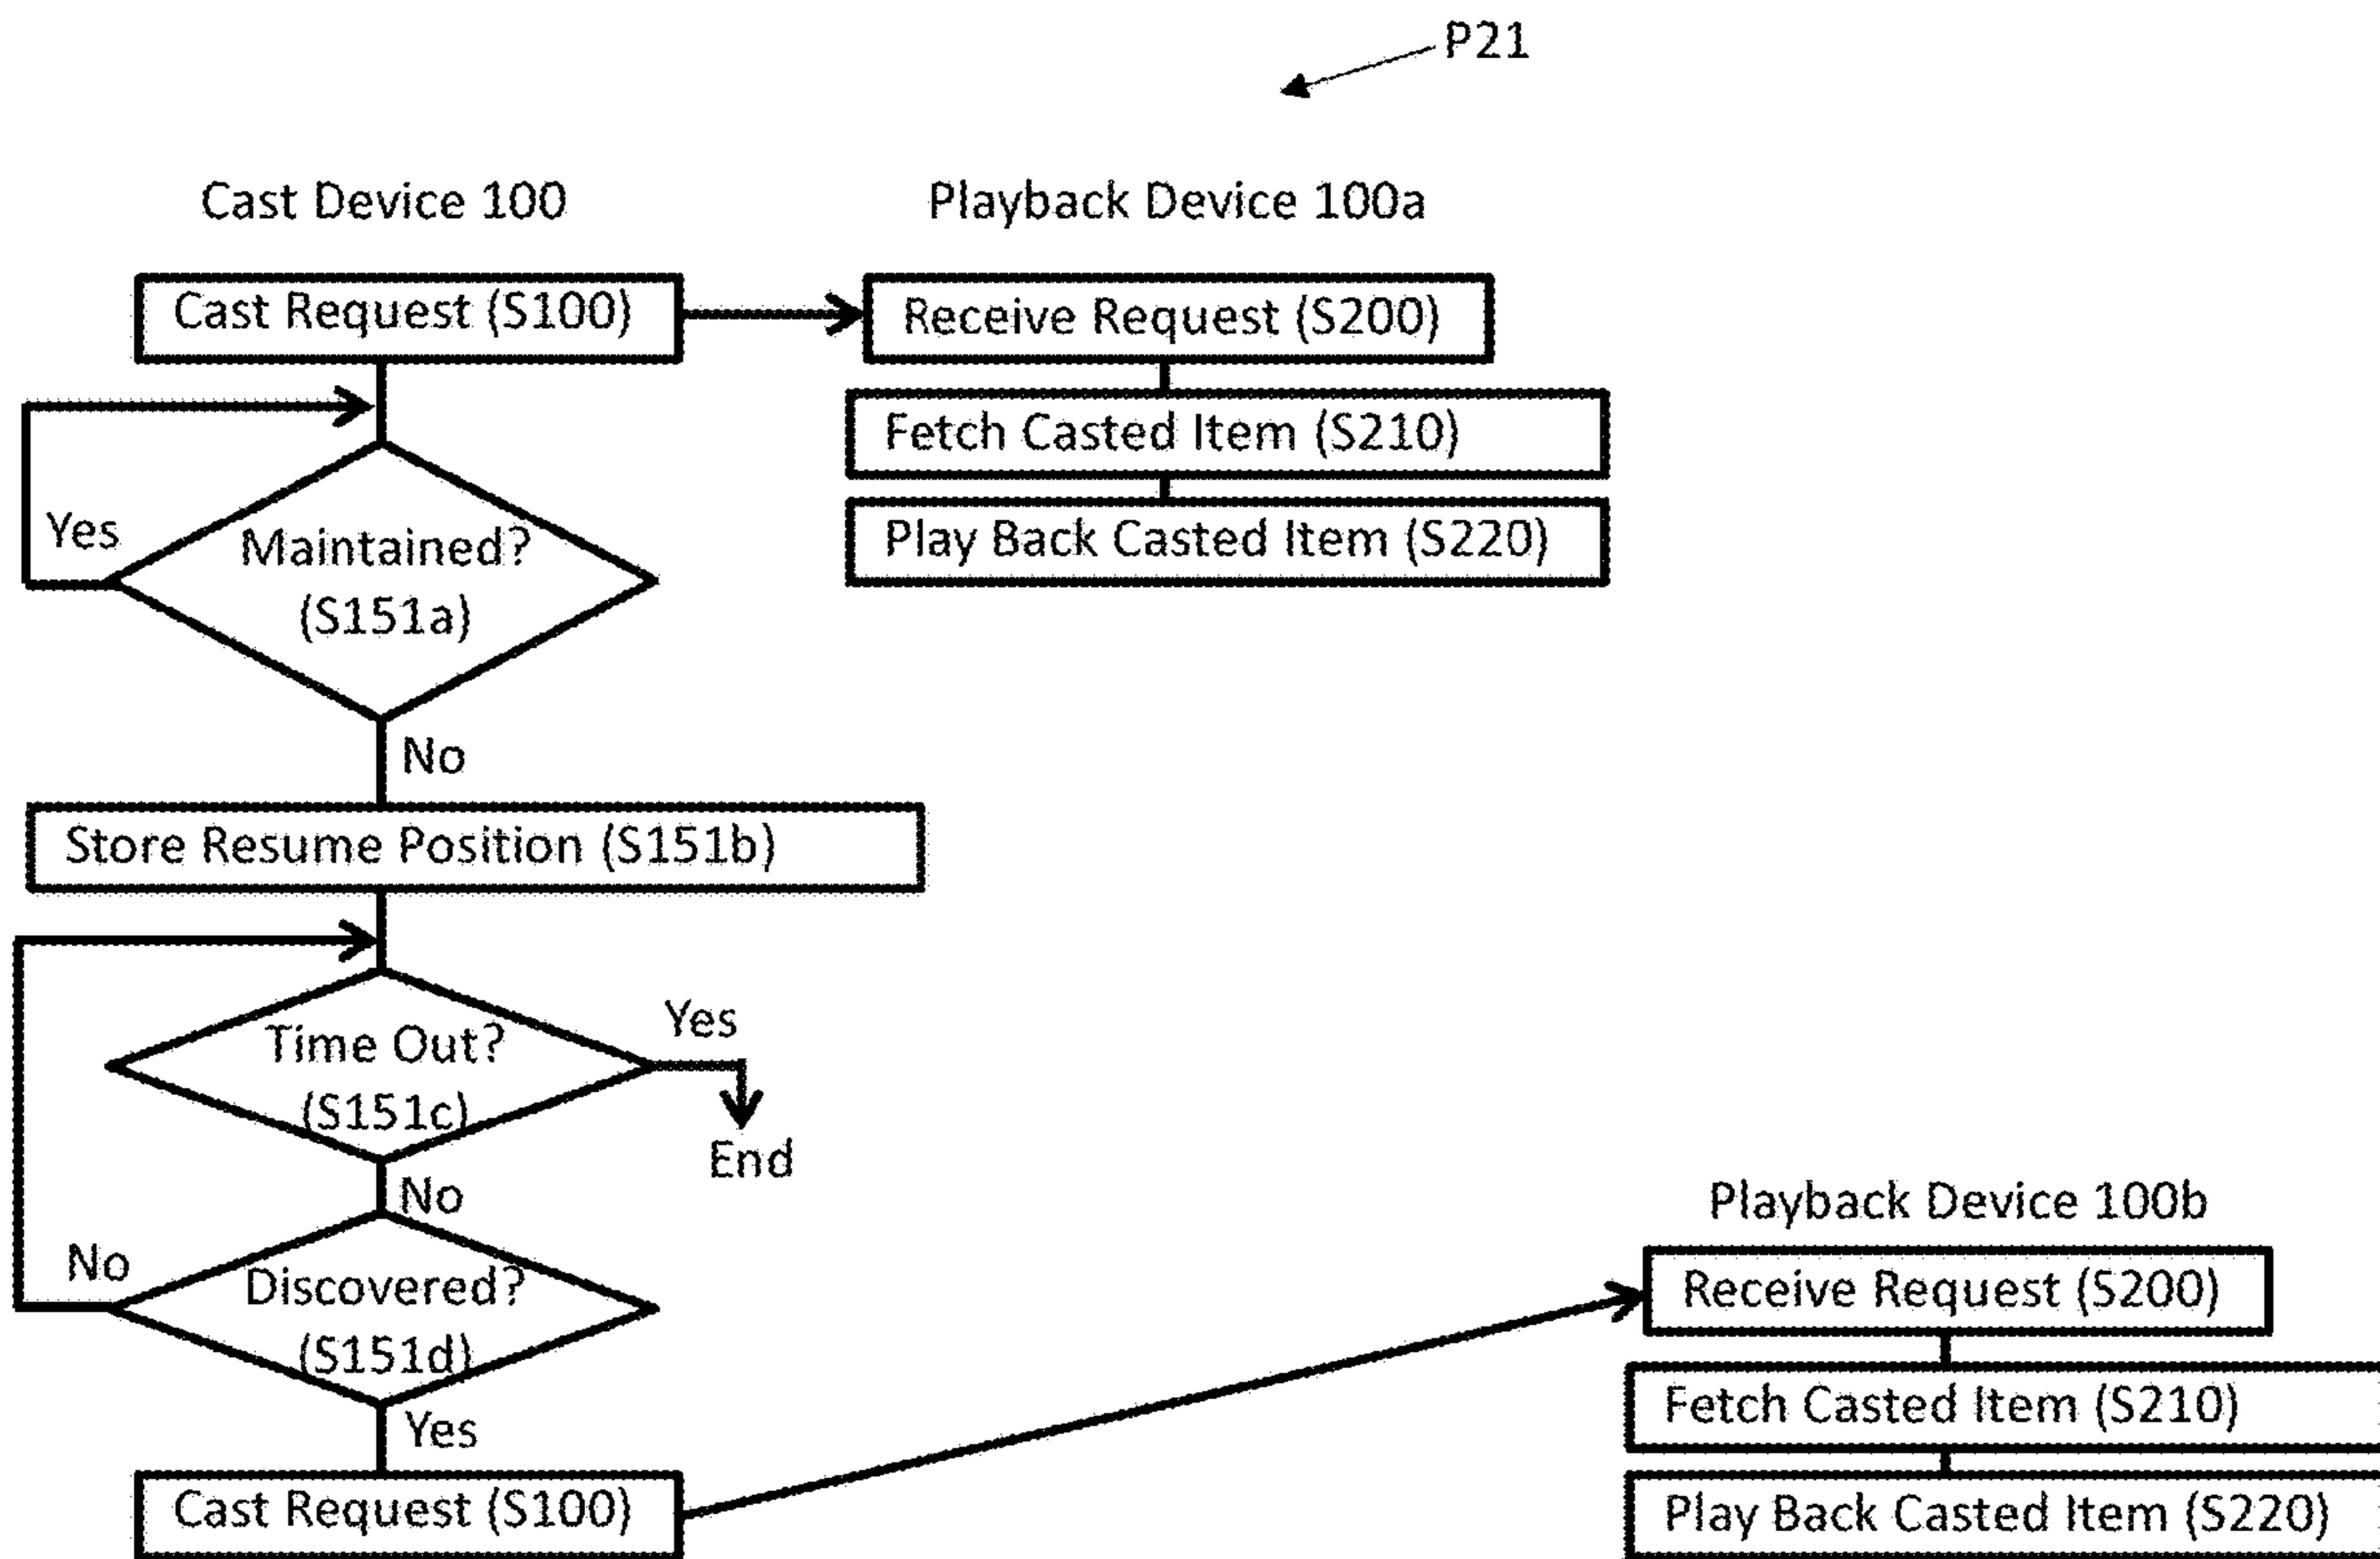 P21
Cast Device 100
Playback Device 100a
Cast Request (S100)
Receive Request (S200)
Fetch Casted Item (S210)
Play Back Casted Item (S220)
Yes
Maintained?
(S151a)
No
Store Resume Position (S151b)
Time Out?
(S151c)
Yes
End
No
No
Discovered?
(S151d)
Yes
Cast Request (S100)
Playback Device 100b
Receive Request (S200)
Fetch Casted Item (S210)
Play Back Casted Item (S220)